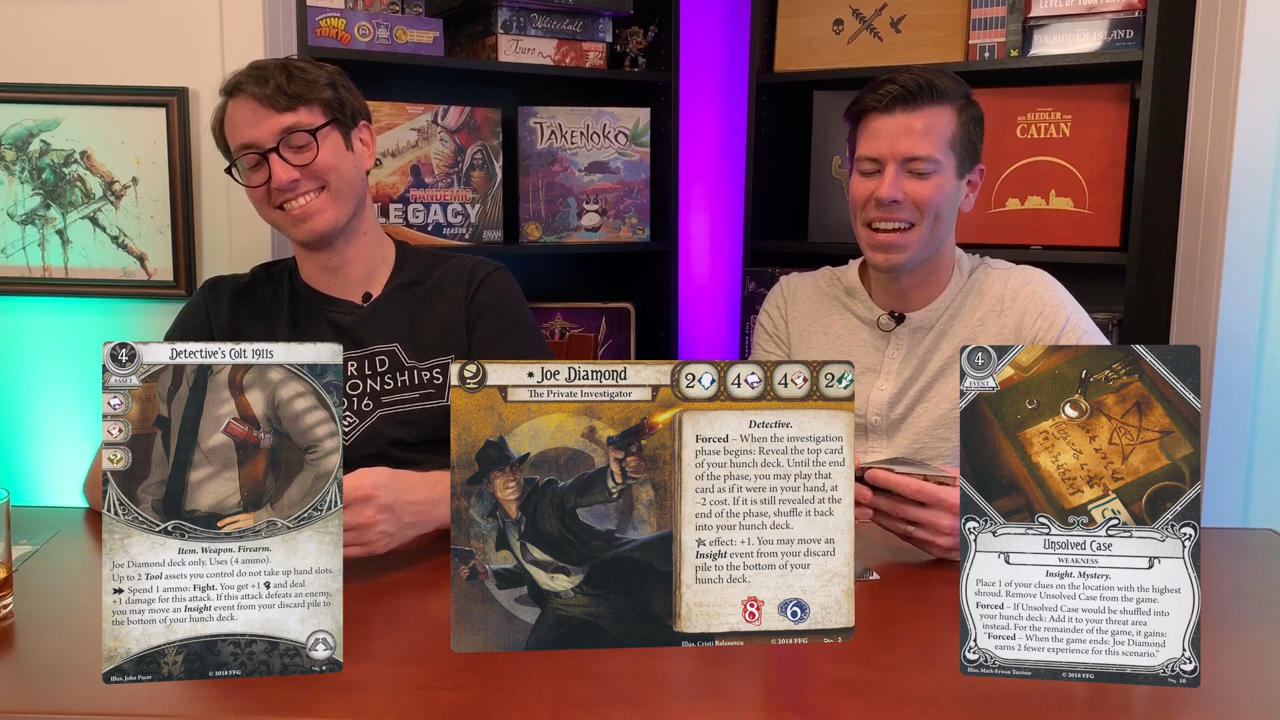 KING OF TOKYO
Whitehall
Tsuro
LEVEL UP YOUR PARTY
FORBIDDEN ISLAND
PANDEMIC
LEGACY
SEASON 2
ZMAN
TAKENOKO
DIE SIEDLER VON
CATAN
RLD
ONSHIPS
016
4
ASSET
Detective's Colt 1911s
Item. Weapon. Firearm.
Joe Diamond deck only. Uses (4 ammo).
Up to 2 Tool assets you control do not take up hand slots.
Spend 1 ammo: Fight. You get +1 and deal
+1 damage for this attack. If this attack defeats an enemy,
you may move an Insight event from your discard pile to
the bottom of your hunch deck.
Illus. John Pacer
© 2018 FFG
Joe Diamond
The Private Investigator
2 4 4 2
Detective.
Forced – When the investigation
phase begins: Reveal the top card
of your hunch deck. Until the end
of the phase, you may play that
card as if it were in your hand, at
–2 cost. If it is still revealed at the
end of the phase, shuffle it back
into your hunch deck.
effect: +1. You may move an
Insight event from your discard
pile to the bottom of your
hunch deck.
8 6
Illus. Cristi Balanescu
© 2018 FFG
2
4
EVENT
Unsolved Case
WEAKNESS
Insight. Mystery.
Place 1 of your clues on the location with the highest
shroud. Remove Unsolved Case from the game.
Forced – If Unsolved Case would be shuffled into
your hunch deck: Add it to your threat area
instead. For the remainder of the game, it gains:
"Forced – When the game ends: Joe Diamond
earns 2 fewer experience for this scenario."
Illus. Mark-Erwan Tarrisse
© 2018 FFG
10